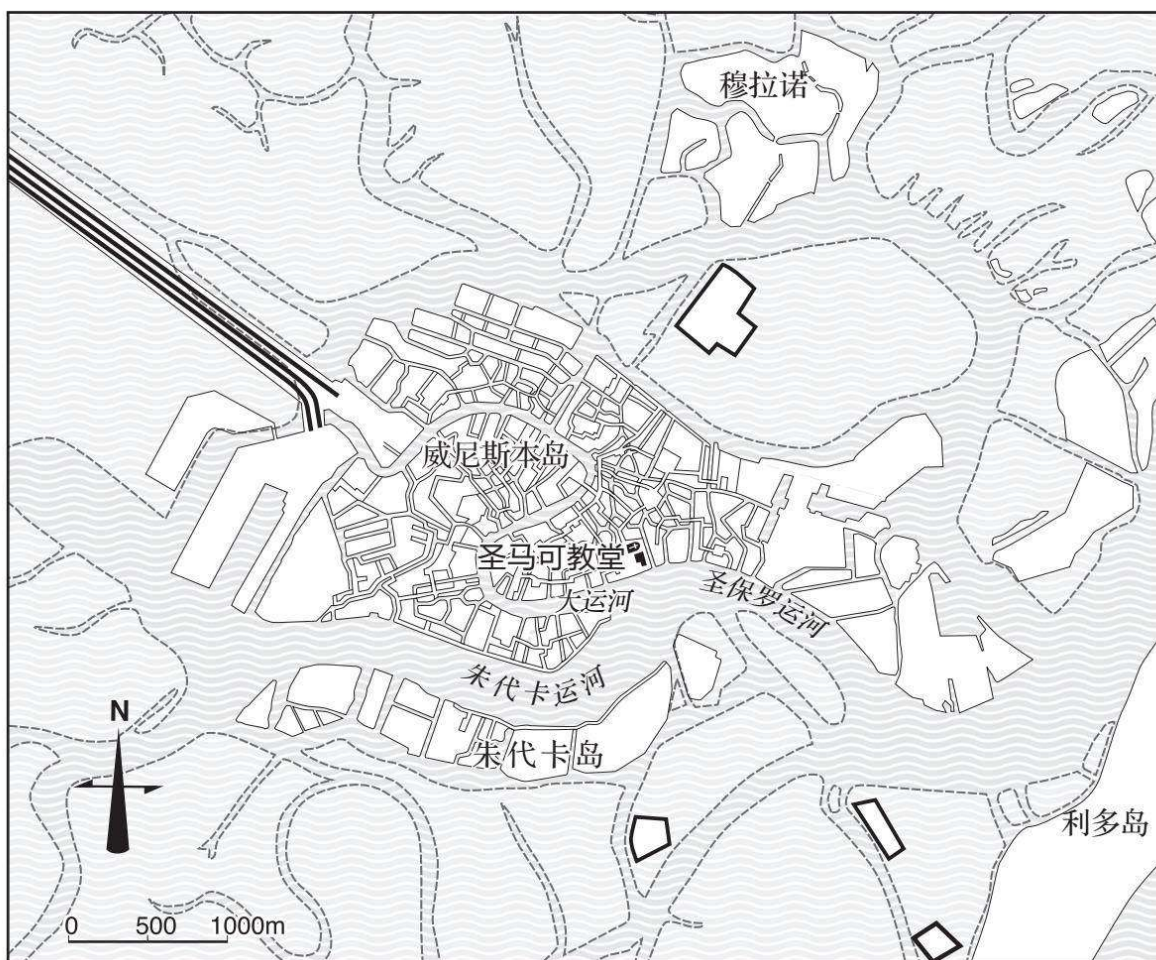 穆拉诺
威尼斯本岛
圣马可教堂
大运河
圣保罗运河
朱代卡运河
朱代卡岛
利多岛
N
0 500 1000m